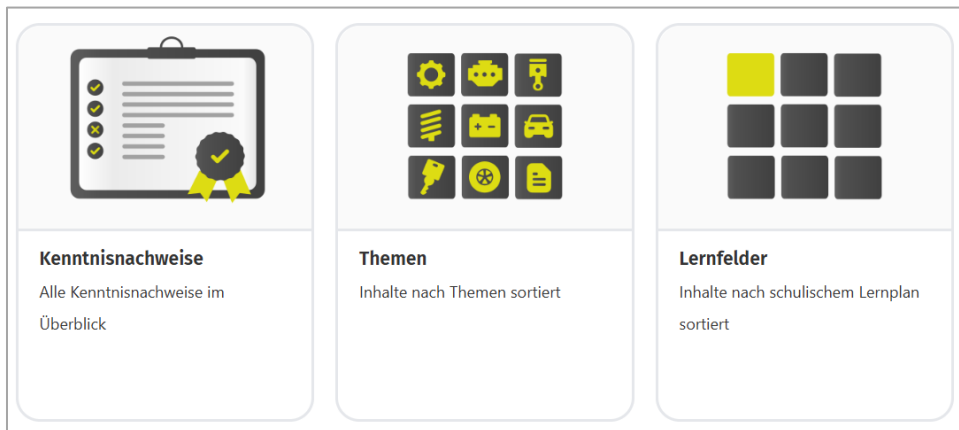 Kenntnisnachweise
Alle Kenntnisnachweise im
Überblick
Themen
Inhalte nach Themen sortiert
Lernfelder
Inhalte nach schulischem Lernplan
sortiert